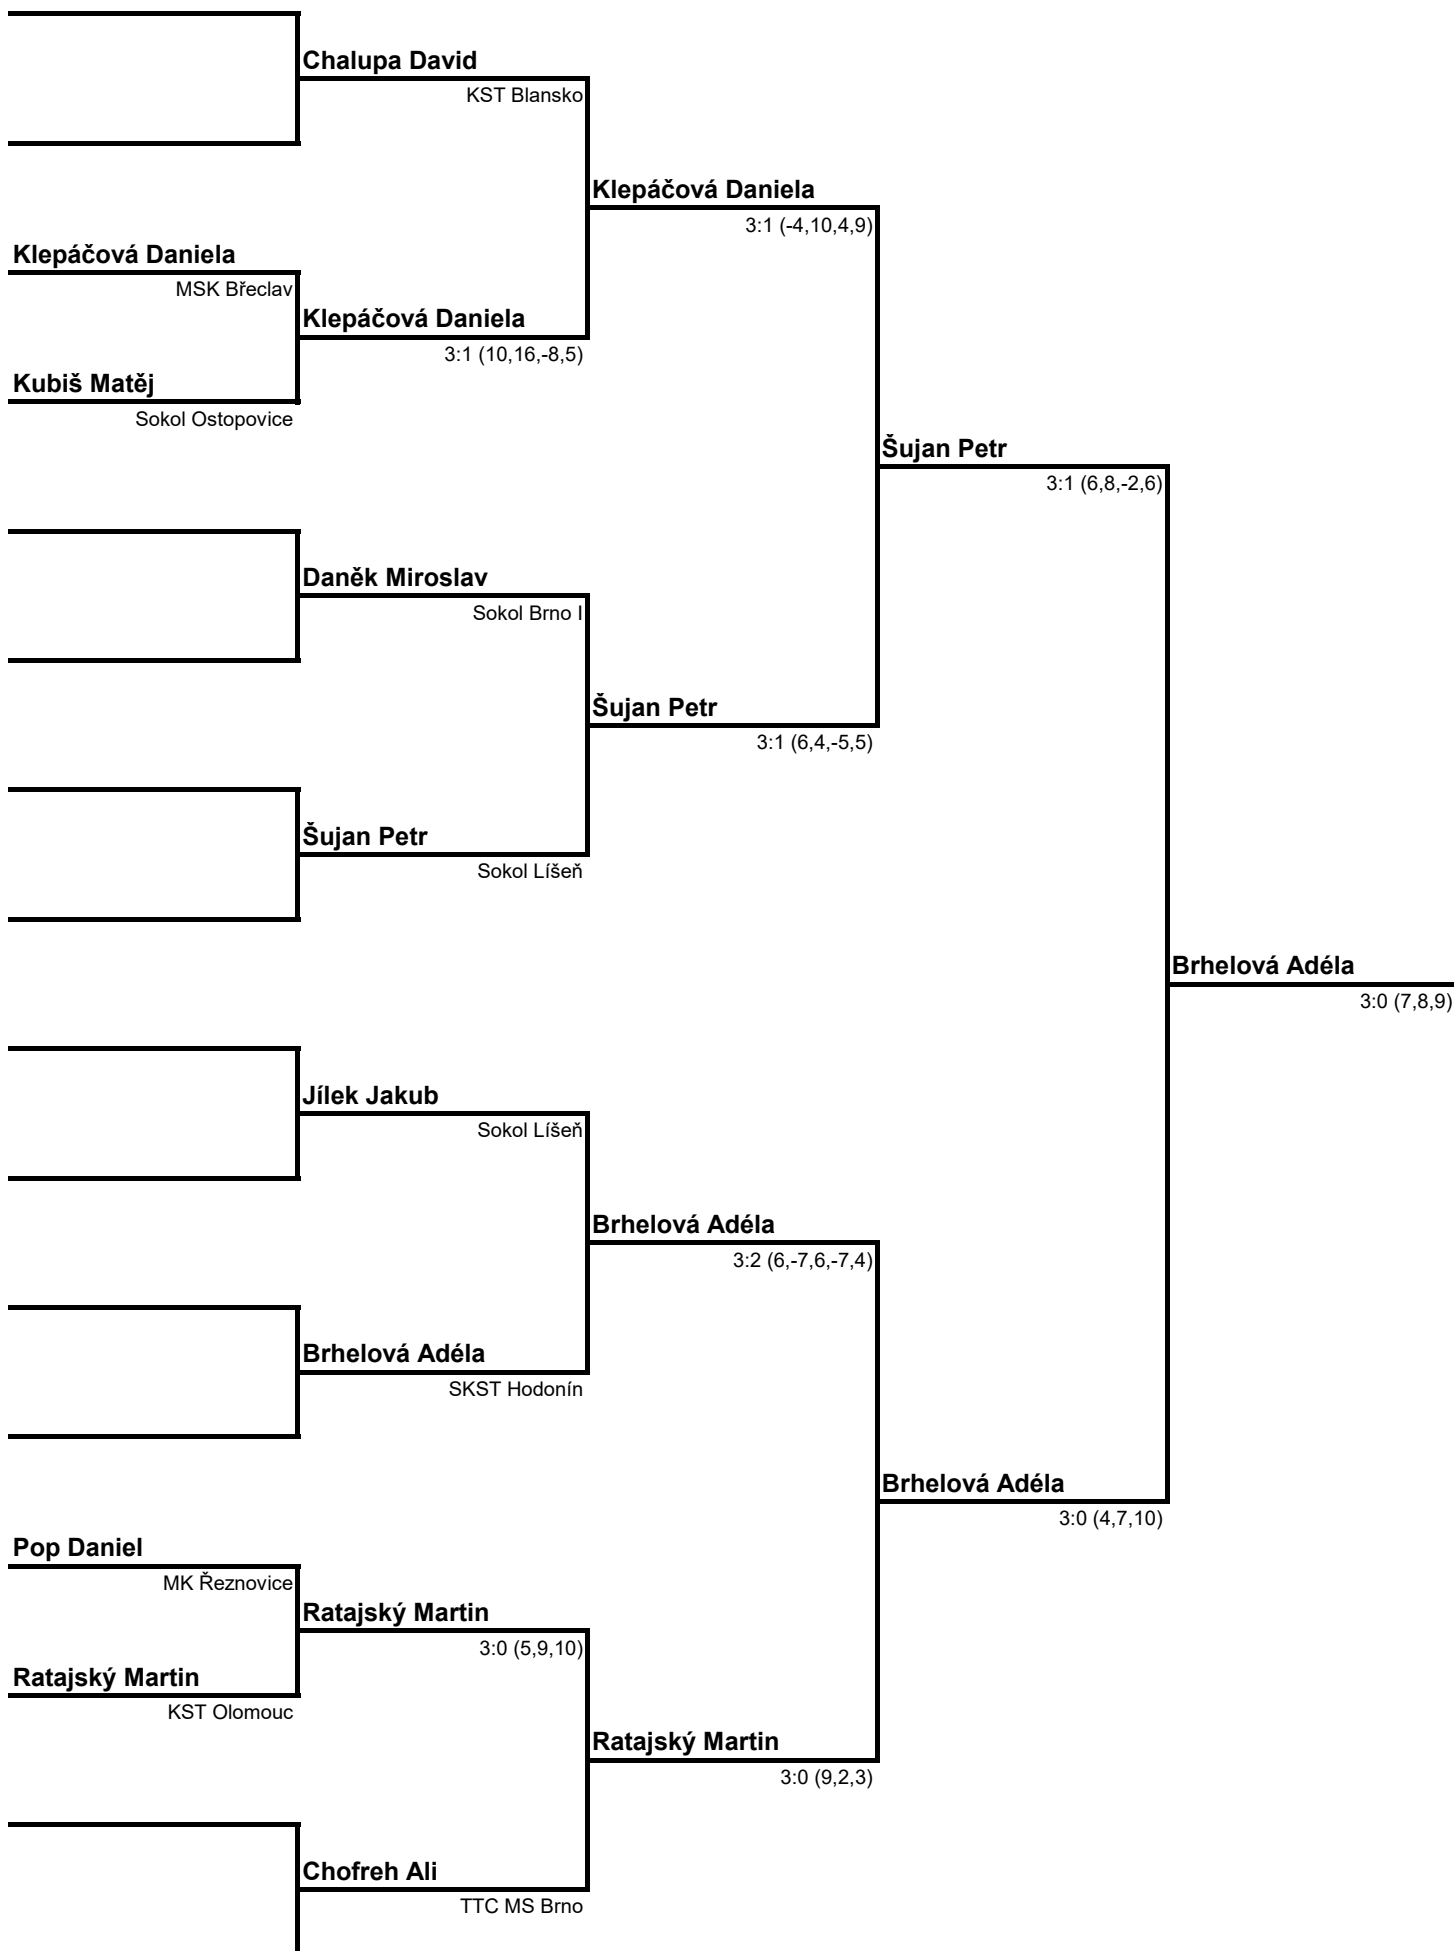 Chalupa David
KST Blansko
Klepáčová Daniela
3:1 (-4,10,4,9)
Klepáčová Daniela
MSK Břeclav
Klepáčová Daniela
3:1 (10,16,-8,5)
Kubiš Matěj
Sokol Ostopovice
Šujan Petr
3:1 (6,8,-2,6)
Daněk Miroslav
Sokol Brno I
Šujan Petr
3:1 (6,4,-5,5)
Šujan Petr
Sokol Líšeň
Brhelová Adéla
3:0 (7,8,9)
Jílek Jakub
Sokol Líšeň
Brhelová Adéla
3:2 (6,-7,6,-7,4)
Brhelová Adéla
SKST Hodonín
Brhelová Adéla
3:0 (4,7,10)
Pop Daniel
MK Řeznovice
Ratajský Martin
3:0 (5,9,10)
Ratajský Martin
KST Olomouc
Ratajský Martin
3:0 (9,2,3)
Chofreh Ali
TTC MS Brno